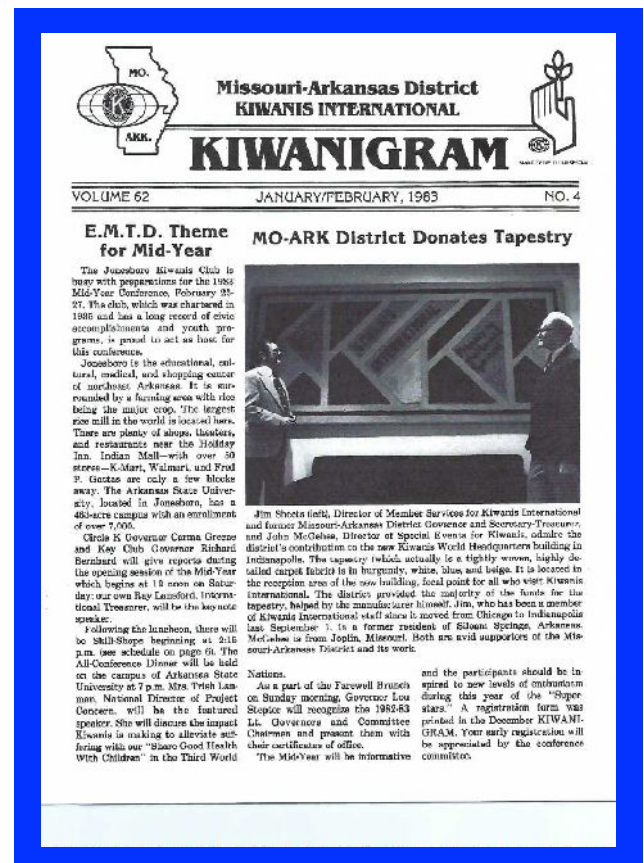 MO.
ARK.
K
Missouri-Arkansas District
KIWANIS INTERNATIONAL
KIWANIGRAM
VOLUME 62
JANUARY/FEBRUARY, 1983
NO. 4
E.M.T.D. Theme
for Mid-Year
The Jonesboro Kiwanis Club is
busy with preparations for the 1983
Mid-Year Conference, February 25-
27. The club, which was chartered in
and has a long record of civic
accomplishments and youth pro-
grams, is proud to act as host for
this conference.
Jonesboro is the educational, cul-
tural, medical, and shopping center
of northeast Arkansas. It is sur-
rounded by a farming area with rice
being the major crop. The largest
rice mill in the world is located here.
There are plenty of shops, theaters,
and restaurants near the Holiday
Inn. Indian Mall—with over 50
stores—K-Mart, Walmart, and Fred
P. Gattas are only a few blocks
away. The Arkansas State Univer-
sity, located in Jonesboro, has a
acre campus with an enrollment
of over 7,000.
Circle K Governor Carma Greene
and Key Club Governor Richard
Bernhard will give reports during
the opening session of the Mid-Year
which begins at 12 noon on Satur-
day; our own Ray Lansford, Interna-
tional Treasurer, will be the keynote
speaker.
Following the luncheon, there will
be Skill-Shops beginning at 2:15
p.m. (see schedule on page 6). The
All-Conference Dinner will be held
on the campus of Arkansas State
University at 7 p.m. Mrs. Trish Lan-
man, National Director of Project
Concern, will be the featured
speaker. She will discuss the impact
Kiwanis is making to alleviate suf-
fering with our "Share Good Health
With Children" in the Third World
MO-ARK District Donates Tapestry
Jim Sheets (left), Director of Member Services for Kiwanis International
and former Missouri-Arkansas District Governor and Secretary-Treasurer,
and John McGehee, Director of Special Events for Kiwanis, admire the
district's contribution to the new Kiwanis World Headquarters building in
Indianapolis. The tapestry (which actually is a tightly woven, highly de-
tailed carpet fabric) is in burgundy, white, blue, and beige. It is located in
the reception area of the new building, focal point for all who visit Kiwanis
International. The district provided the majority of the funds for the
tapestry, helped by the manufacturer himself. Jim, who has been a member
of Kiwanis International staff since it moved from Chicago to Indianapolis
last September 1, is a former resident of Siloam Springs, Arkansas.
McGehee is from Joplin, Missouri. Both are avid supporters of the Mis-
souri-Arkansas District and its work.
Nations.
As a part of the Farewell Brunch
on Sunday morning, Governor Lou
Steptor will recognize the 1982-83
Lt. Governors and Committee
Chairmen and present them with
their certificates of office.
The Mid-Year will be informative
and the participants should be in-
spired to new levels of enthusiasm
during this year of the "Super
stars." A registration form was
printed in the December KIWANI-
GRAM. Your early registration will
be appreciated by the conference
committee.